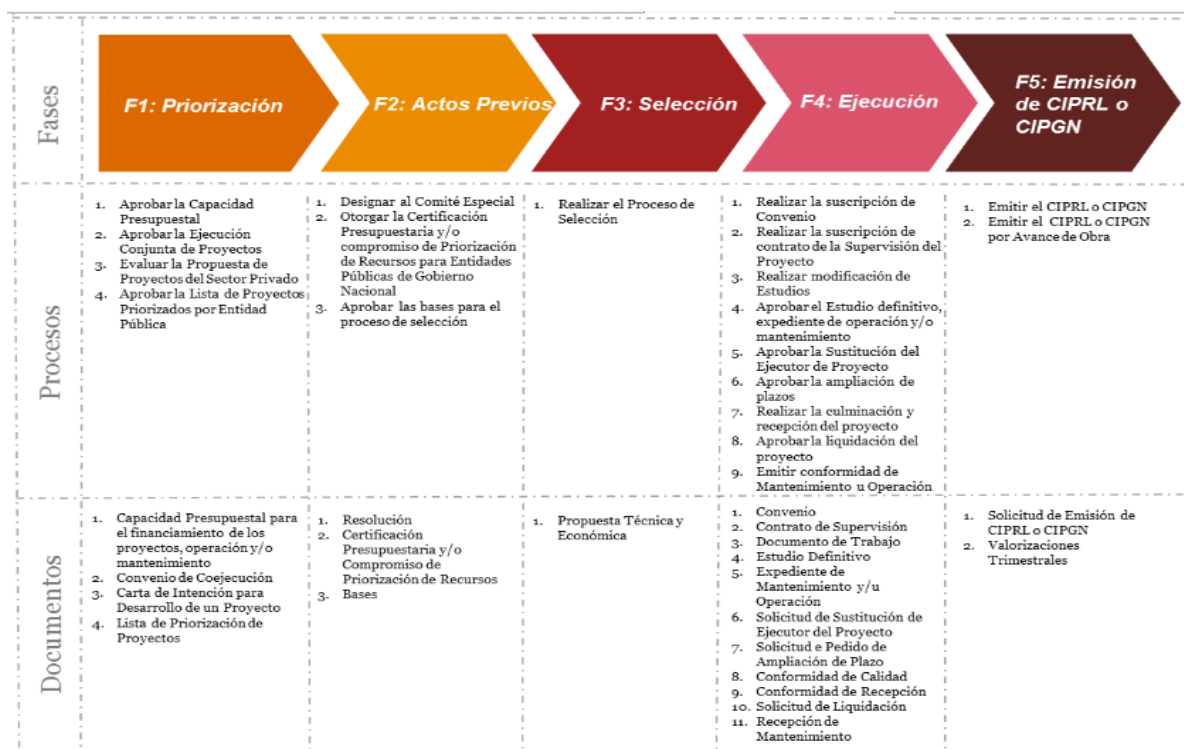 Fases
F1: Priorización
F2: Actos Previos
F3: Selección
F4: Ejecución
F5: Emisión
de CIPRL o
CIPGN
Procesos
1. Aprobar la Capacidad
Presupuestal
2. Aprobar la Ejecución
Conjunta de Proyectos
3. Evaluar la Propuesta de
Proyectos del Sector Privado
4. Aprobar la Lista de Proyectos
Priorizados por Entidad
Pública
1. Designar al Comité Especial
2. Otorgar la Certificación
Presupuestaria y/o
compromiso de Priorización
de Recursos para Entidades
Públicas de Gobierno
Nacional
3. Aprobar las bases para el
proceso de selección
1. Realizar el Proceso de
Selección
1. Realizar la suscripción de
Convenio
2. Realizar la suscripción de
contrato de la Supervisión del
Proyecto
3. Realizar modificación de
Estudios
4. Aprobar el Estudio definitivo,
expediente de operación y/o
mantenimiento
5. Aprobar la Sustitución del
Ejecutor de Proyecto
6. Aprobar la ampliación de
plazos
7. Realizar la culminación y
recepción del proyecto
8. Aprobar la liquidación del
proyecto
9. Emitir conformidad de
Mantenimiento u Operación
1. Emitir el CIPRL o CIPGN
2. Emitir el CIPRL o CIPGN
por Avance de Obra
Documentos
1. Capacidad Presupuestal para
el financiamiento de los
proyectos, operación y/o
mantenimiento
2. Convenio de Coejecución
3. Carta de Intención para
Desarrollo de un Proyecto
4. Lista de Priorización de
Proyectos
1. Resolución
2. Certificación
Presupuestaria y/o
Compromiso de
Priorización de Recursos
3. Bases
1. Propuesta Técnica y
Económica
1. Convenio
2. Contrato de Supervisión
3. Documento de Trabajo
4. Estudio Definitivo
5. Expediente de
Mantenimiento y/u
Operación
6. Solicitud de Sustitución de
Ejecutor del Proyecto
7. Solicitud e Pedido de
Ampliación de Plazo
8. Conformidad de Calidad
9. Conformidad de Recepción
10. Solicitud de Liquidación
11. Recepción de
Mantenimiento
1. Solicitud de Emisión de
CIPRL o CIPGN
2. Valorizaciones
Trimestrales